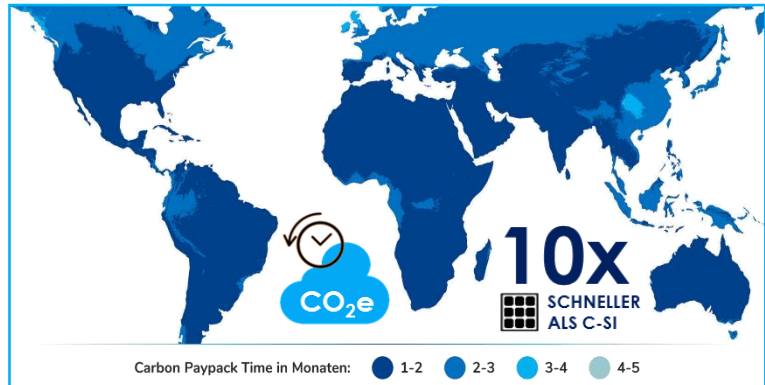 10x
CO₂e
SCHNELLER
ALS C-SI
Carbon Paypack Time in Monaten: 1-2 2-3 3-4 4-5